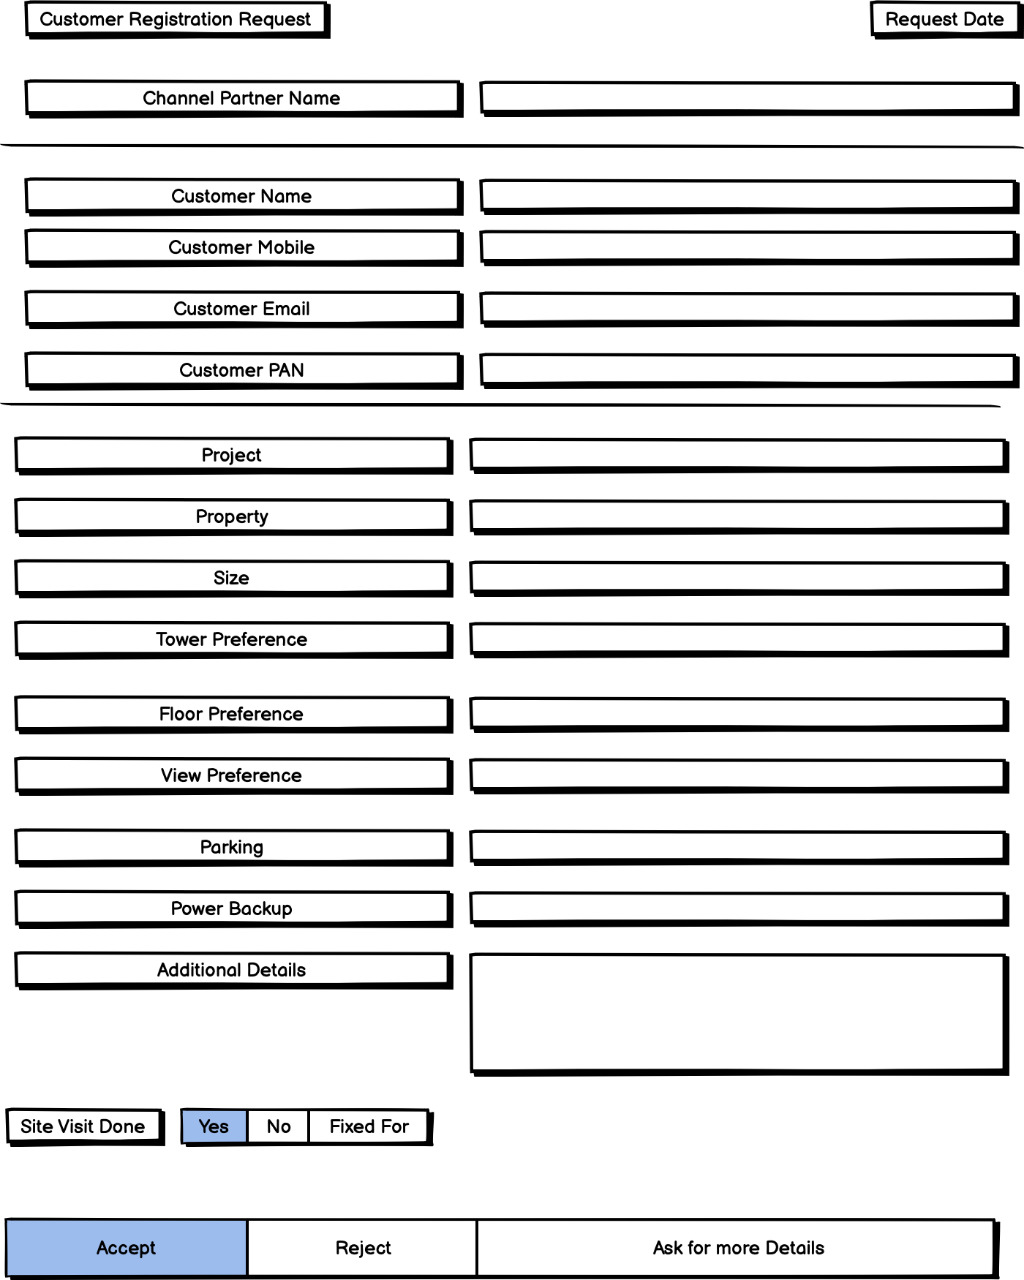 Customer Registration Request
Request Date
Channel Partner Name
Customer Name
Customer Mobile
Customer Email
Customer PAN
Project
Property
Size
Tower Preference
Floor Preference
View Preference
Parking
Power Backup
Additional Details
Site Visit Done Yes No Fixed For
Accept Reject Ask for more Details